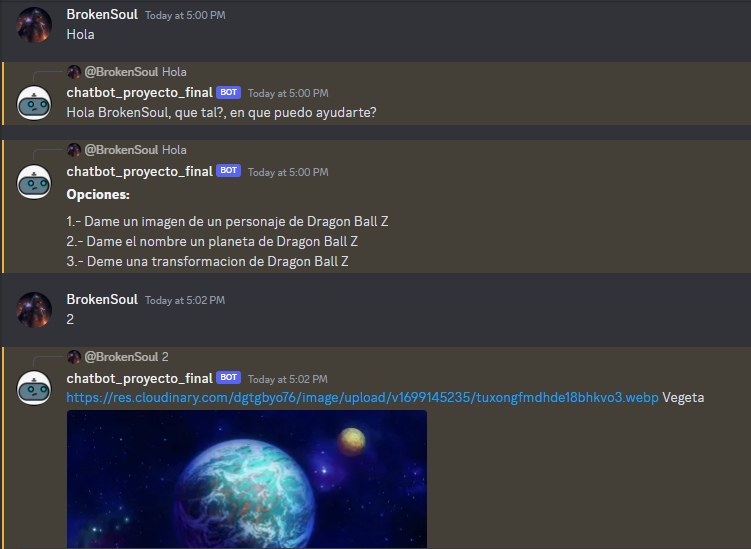 BrokenSoul Today at 5:00 PM
Hola
@BrokenSoul Hola
chatbot_proyecto_final BOT Today at 5:00 PM
Hola BrokenSoul, que tal?, en que puedo ayudarte?
@BrokenSoul Hola
chatbot_proyecto_final BOT Today at 5:00 PM
Opciones:
1.- Dame un imagen de un personaje de Dragon Ball Z
2.- Dame el nombre un planeta de Dragon Ball Z
3.- Deme una transformacion de Dragon Ball Z
BrokenSoul Today at 5:02 PM
2
@BrokenSoul 2
chatbot_proyecto_final BOT Today at 5:02 PM
https://res.cloudinary.com/dgtgbyo76/image/upload/v1699145235/tuxongfmdhde18bhkvo3.webp Vegeta